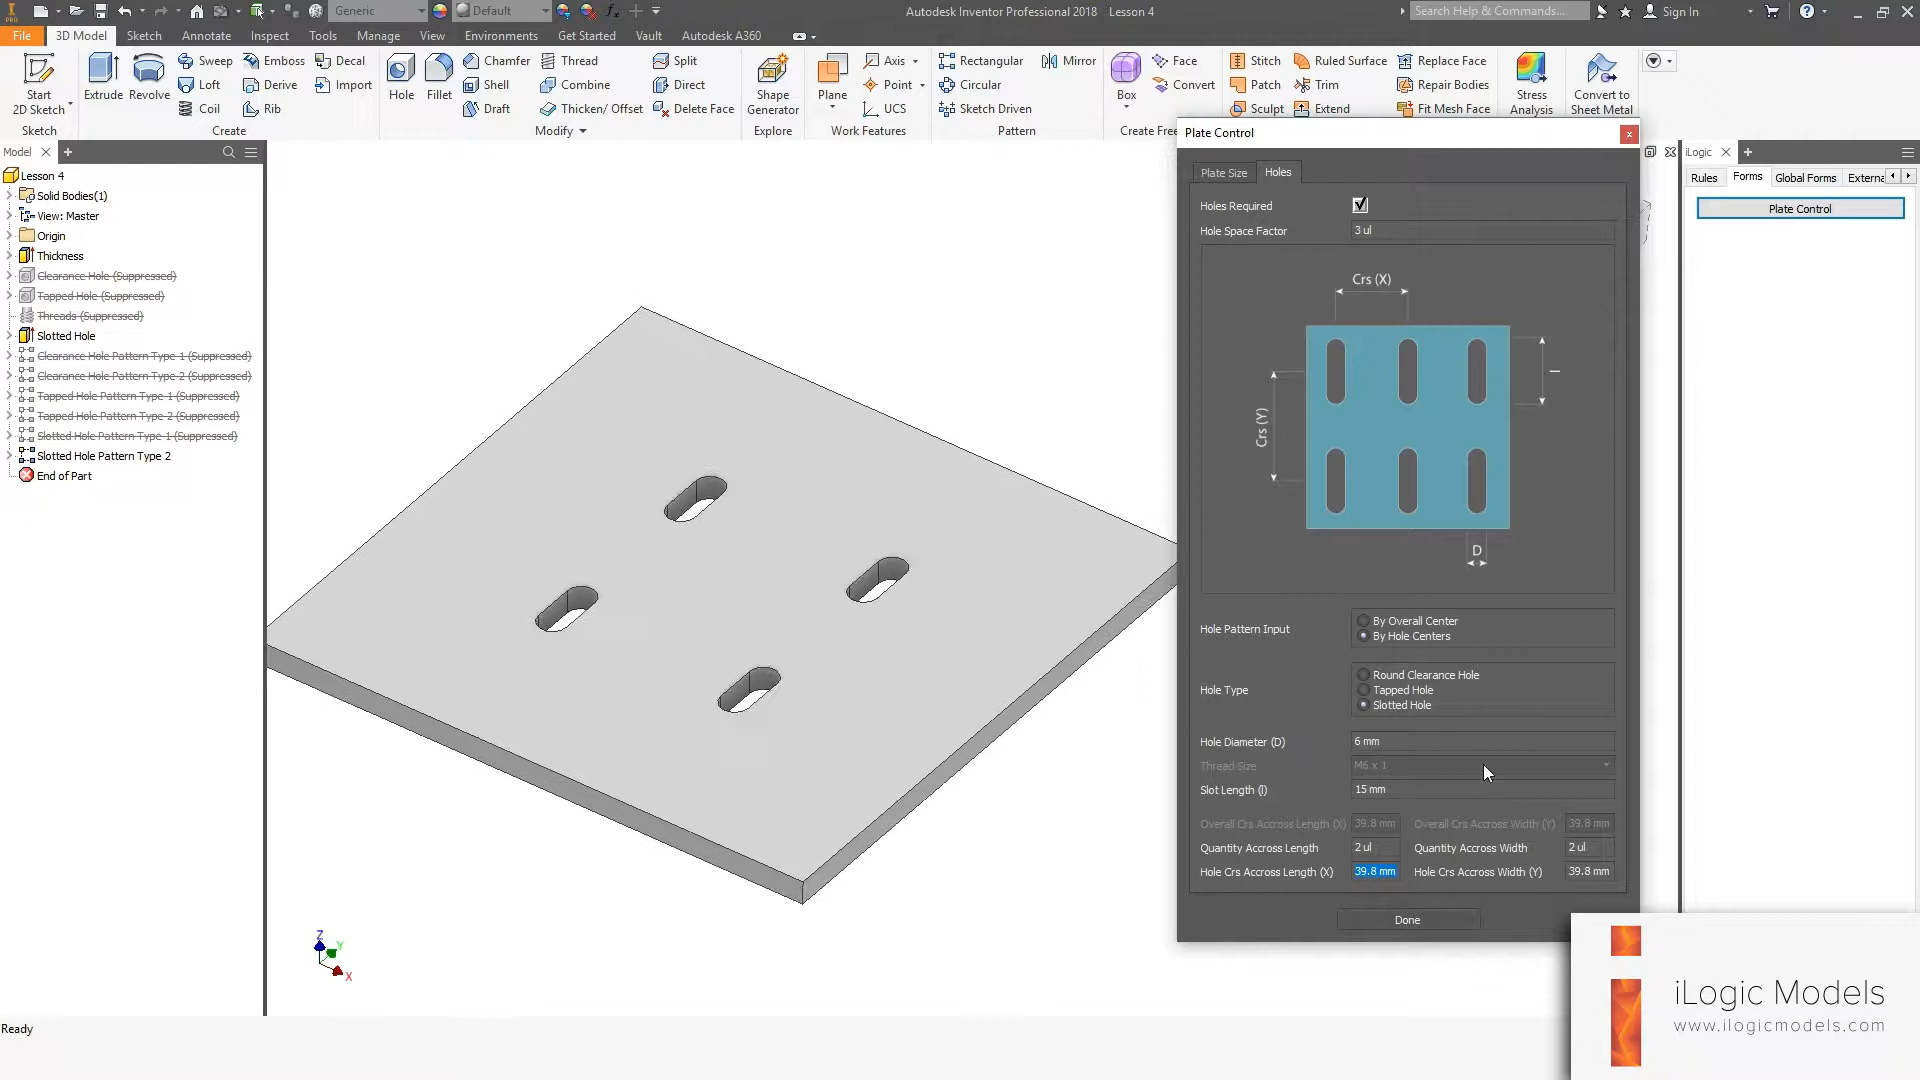 PRO
Generic
Default
Autodesk Inventor Professional 2018 Lesson 4
Search Help & Commands...
Sign In
File 3D Model Sketch Annotate Inspect Tools Manage View Environments Get Started Vault Autodesk A360
Sweep Emboss Decal
Loft Derive Import
Coil Rib
Start
2D Sketch
Extrude Revolve
Hole Fillet
Chamfer Thread Split
Shell Combine Direct
Draft Thicken/ Offset Delete Face
Shape
Generator
Plane
Axis
Point
UCS
Rectangular Mirror
Circular
Sketch Driven
Box
Face
Convert
Stitch Ruled Surface Replace Face
Patch Trim Repair Bodies
Sculpt Extend Fit Mesh Face
Stress
Analysis
Convert to
Sheet Metal
Sketch Create Modify Explore Work Features Pattern Create Free
Model
Lesson 4
Solid Bodies(1)
View: Master
Origin
Thickness
Clearance Hole (Suppressed)
Tapped Hole (Suppressed)
Threads (Suppressed)
Slotted Hole
Clearance Hole Pattern Type 1 (Suppressed)
Clearance Hole Pattern Type 2 (Suppressed)
Tapped Hole Pattern Type 1 (Suppressed)
Tapped Hole Pattern Type 2 (Suppressed)
Slotted Hole Pattern Type 1 (Suppressed)
Slotted Hole Pattern Type 2
End of Part
Z
Y
X
Ready
Plate Control
Plate Size Holes
Holes Required
Hole Space Factor 3 ul
Crs (X)
Crs (Y)
l
D
Hole Pattern Input
By Overall Center
By Hole Centers
Hole Type
Round Clearance Hole
Tapped Hole
Slotted Hole
Hole Diameter (D) 6 mm
Thread Size M6 x 1
Slot Length (l) 15 mm
Overall Crs Accross Length (X) 39.8 mm Overall Crs Accross Width (Y) 39.8 mm
Quantity Accross Length 2 ul Quantity Accross Width 2 ul
Hole Crs Accross Length (X) 39.8 mm Hole Crs Accross Width (Y) 39.8 mm
Done
iLogic
Rules Forms Global Forms Externa
Plate Control
iLogic Models
www.ilogicmodels.com